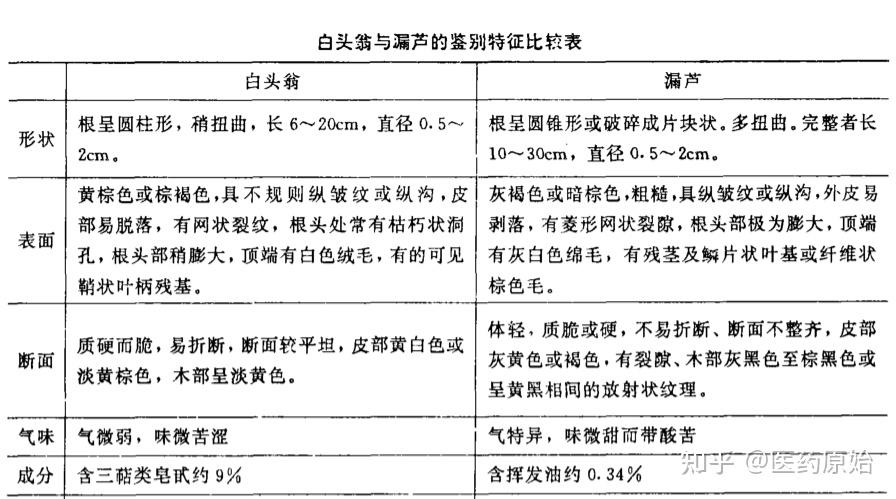 白头翁与漏芦的鉴别特征比较表
白头翁
漏芦
形状
根呈圆柱形，稍扭曲，长 6～20cm，直径 0.5～
2cm。
根呈圆锥形或破碎成片块状。多扭曲。完整者长
10～30cm，直径 0.5～2cm。
表面
黄棕色或棕褐色，具不规则纵皱纹或纵沟，皮
部易脱落，有网状裂纹，根头处常有枯朽状洞
孔，根头部稍膨大，顶端有白色绒毛，有的可见
鞘状叶柄残基。
灰褐色或暗棕色，粗糙，具纵皱纹或纵沟，外皮易
剥落，有菱形网状裂隙，根头部极为膨大，顶端
有灰白色绵毛，有残茎及鳞片状叶基或纤维状
棕色毛。
断面
质硬而脆，易折断，断面较平坦，皮部黄白色或
淡黄棕色，木部呈淡黄色。
体轻，质脆或硬，不易折断、断面不整齐，皮部
灰黄色或褐色，有裂隙、木部灰黑色至棕黑色或
呈黄黑相间的放射状纹理。
气味
气微弱，味微苦涩
气特异，味微甜而带酸苦
成分
含三萜类皂甙约 9%
含挥发油约 0.34%
知乎 @医药原始